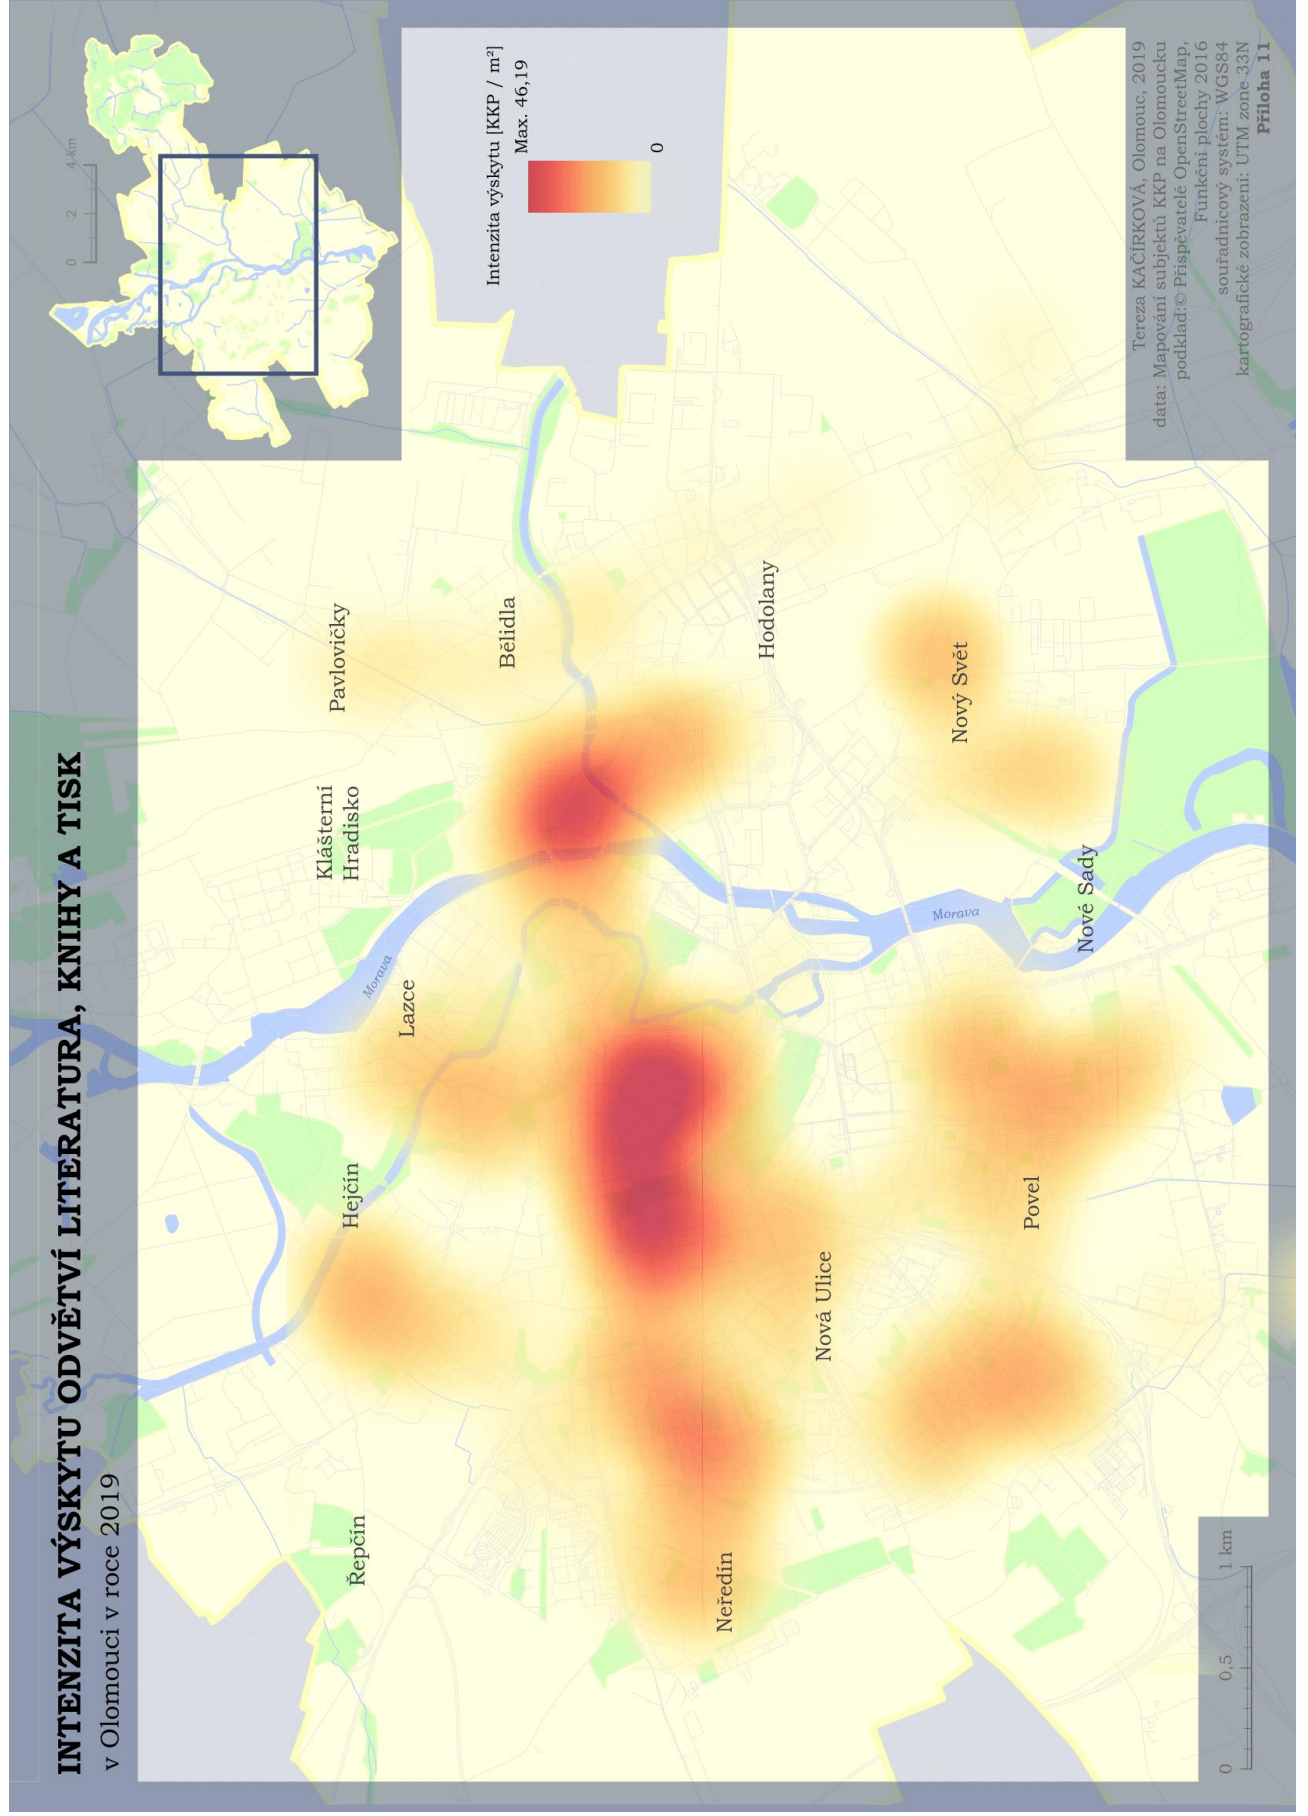 INTENZITA VÝSKYTU ODVĚTVÍ LITERATURA, KNIHY A TISK
v Olomouci v roce 2019
0 2 4 km
Intenzita výskytu [KKP / m²]
Max. 46,19
0
Pavlovičky
Klášterní
Hradisko
Bělidla
Lazce
Morava
Hejčín
Řepčín
Hodolany
Nový Svět
Morava
Nové Sady
Nová Ulice
Povel
Neředín
0 0,5 1 km
Tereza KAČÍRKOVÁ, Olomouc, 2019
data: Mapování subjektů KKP na Olomoucku
podklad:© Přispěvatelé OpenStreetMap,
Funkční plochy 2016
souřadnicový systém: WGS84
kartografické zobrazení: UTM zone 33N
Příloha 11